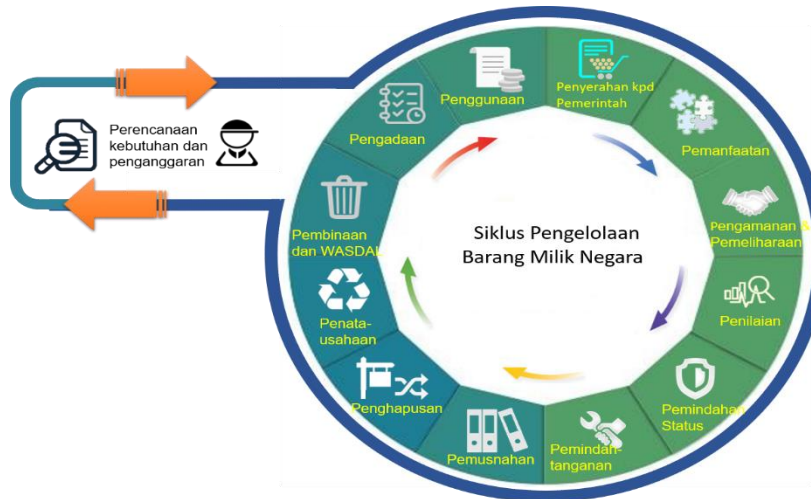 Perencanaan
kebutuhan dan
penganggaran
Pengadaan
Penggunaan
Penyerahan kpd
Pemerintah
Pemanfaatan
Pengamanan &
Pemeliharaan
Penilaian
Pemindahan
Status
Pemindah-
tanganan
Pemusnahan
Penghapusan
Penata-
usahaan
Pembinaan
dan WASDAL
Siklus Pengelolaan
Barang Milik Negara